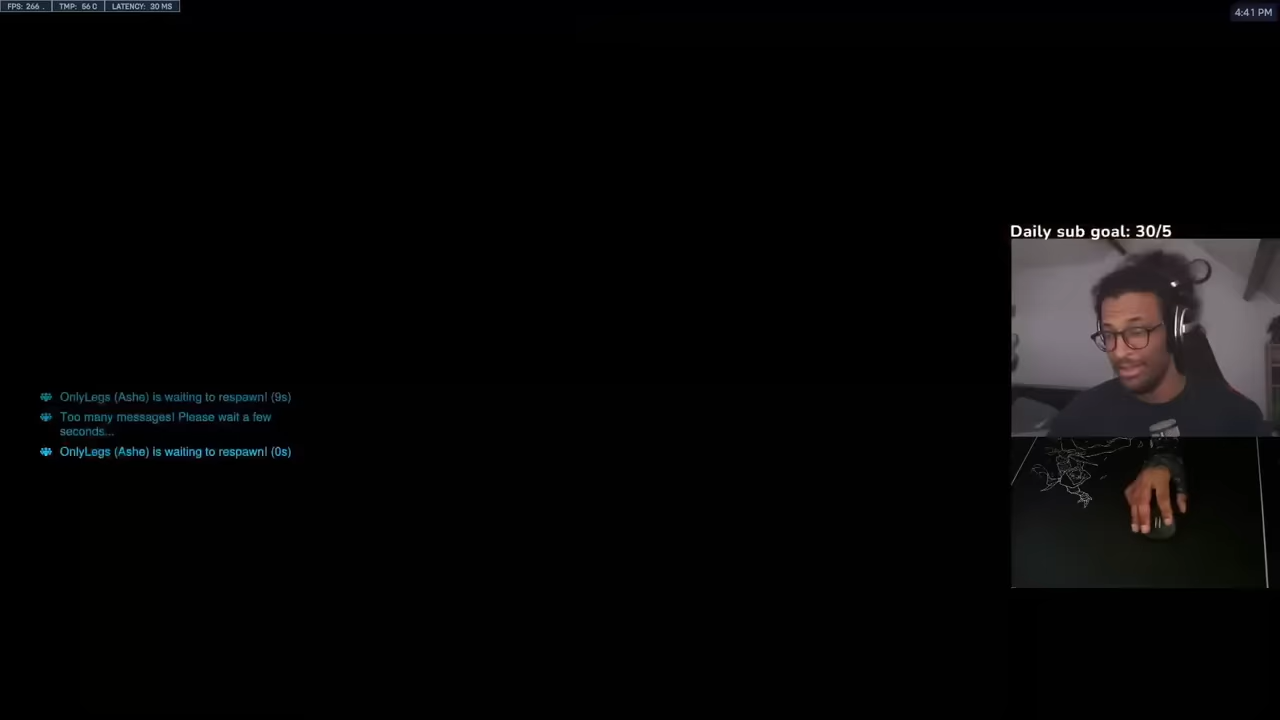 FPS: 266 .
TMP: 56 C
LATENCY: 30 MS
4:41 PM
Daily sub goal: 30/5
OnlyLegs (Ashe) is waiting to respawn! (9s)
Too many messages! Please wait a few
seconds...
OnlyLegs (Ashe) is waiting to respawn! (0s)